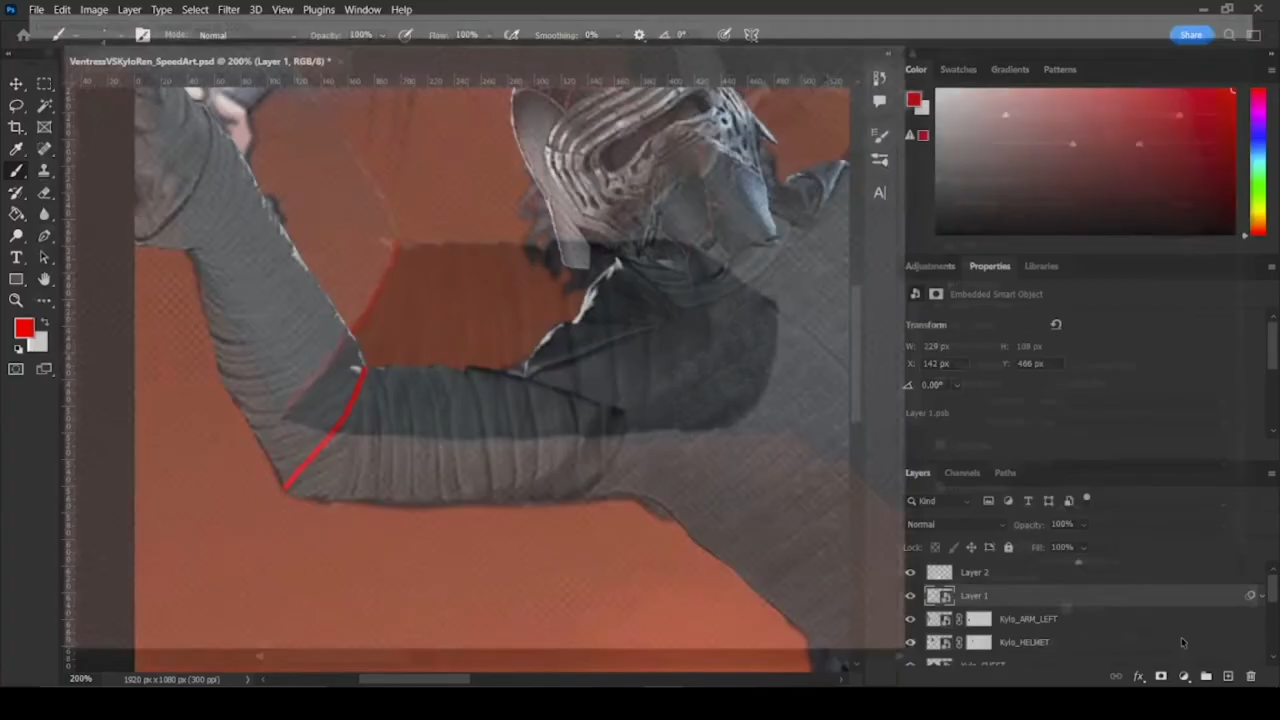 Ps File Edit Image Layer Type Select Filter 3D View Plugins Window Help
Mode: Normal Opacity: 100% Flow: 100% Smoothing: 0% 0° Share
VentressVSKyloRen_SpeedArt.psd @ 200% (Layer 1, RGB/8) *
Color Swatches Gradients Patterns
Adjustments Properties Libraries
Embedded Smart Object
Transform
W: 229 px H: 108 px
X: 142 px Y: 466 px
0.00°
Layer 1.psb
Layers Channels Paths
Kind
Normal Opacity: 100%
Lock: Fill: 100%
Layer 2
Layer 1
Kylo_ARM_LEFT
Kylo_HELMET
200% 1920 px x 1080 px (300 ppi)